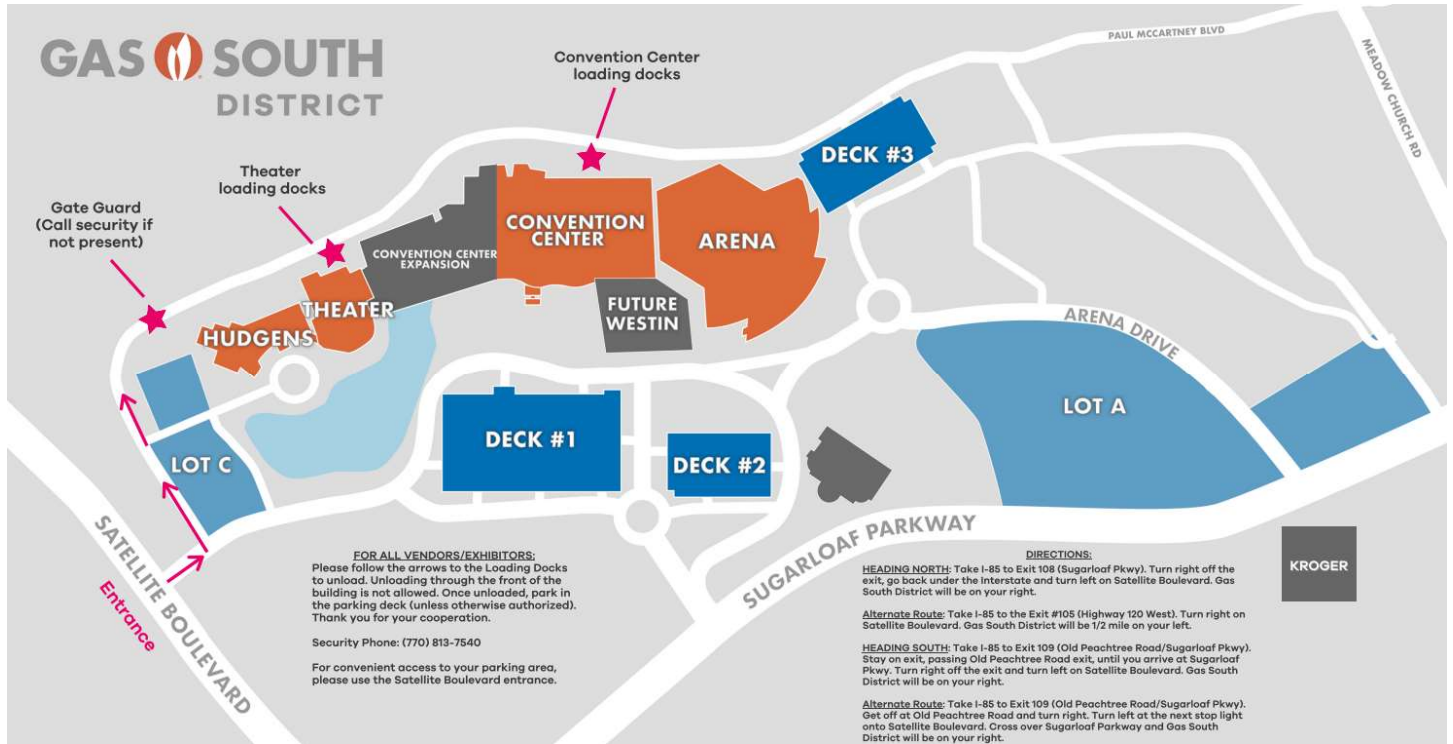 GAS SOUTH
DISTRICT
Convention Center
loading docks
PAUL MCCARTNEY BLVD
MEADOW CHURCH RD
Theater
loading docks
Gate Guard
(Call security if
not present)
DECK #3
CONVENTION
CENTER
ARENA
CONVENTION CENTER
EXPANSION
THEATER
HUDGENS
FUTURE
WESTIN
ARENA DRIVE
LOT A
LOT C
DECK #1
DECK #2
SATELLITE BOULEVARD
Entrance
SUGARLOAF PARKWAY
KROGER
FOR ALL VENDORS/EXHIBITORS:
Please follow the arrows to the Loading Docks
to unload. Unloading through the front of the
building is not allowed. Once unloaded, park in
the parking deck (unless otherwise authorized).
Thank you for your cooperation.
Security Phone: (770) 813-7540
For convenient access to your parking area,
please use the Satellite Boulevard entrance.
DIRECTIONS:
HEADING NORTH: Take I-85 to Exit 108 (Sugarloaf Pkwy). Turn right off the
exit, go back under the Interstate and turn left on Satellite Boulevard. Gas
South District will be on your right.
Alternate Route: Take I-85 to the Exit #105 (Highway 120 West). Turn right on
Satellite Boulevard. Gas South District will be 1/2 mile on your left.
HEADING SOUTH: Take I-85 to Exit 109 (Old Peachtree Road/Sugarloaf Pkwy).
Stay on exit, passing Old Peachtree Road exit, until you arrive at Sugarloaf
Pkwy. Turn right off the exit and turn left on Satellite Boulevard. Gas South
District will be on your right.
Alternate Route: Take I-85 to Exit 109 (Old Peachtree Road/Sugarloaf Pkwy).
Get off at Old Peachtree Road and turn right. Turn left at the next stop light
onto Satellite Boulevard. Cross over Sugarloaf Parkway and Gas South
District will be on your right.